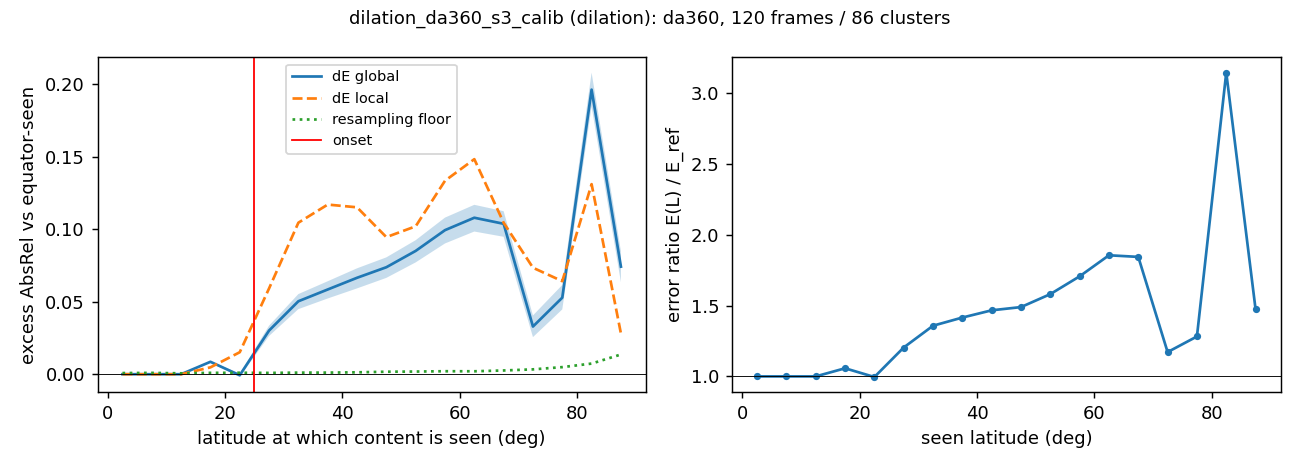 dilation_da360_s3_calib (dilation): da360, 120 frames / 86 clusters
excess AbsRel vs equator-seen
0.20
0.15
0.10
0.05
0.00
dE global
dE local
resampling floor
onset
0 20 40 60 80
latitude at which content is seen (deg)
error ratio E(L) / E_ref
3.0
2.5
2.0
1.5
1.0
0 20 40 60 80
seen latitude (deg)